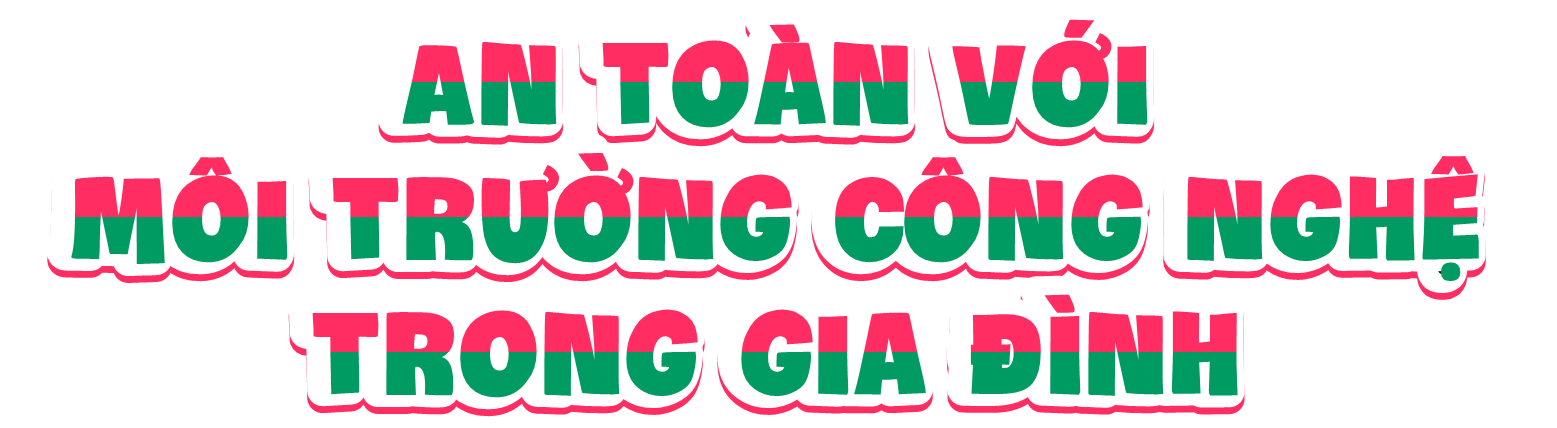 AN TOÀN VỚI
MÔI TRƯỜNG CÔNG NGHỆ
TRONG GIA ĐÌNH